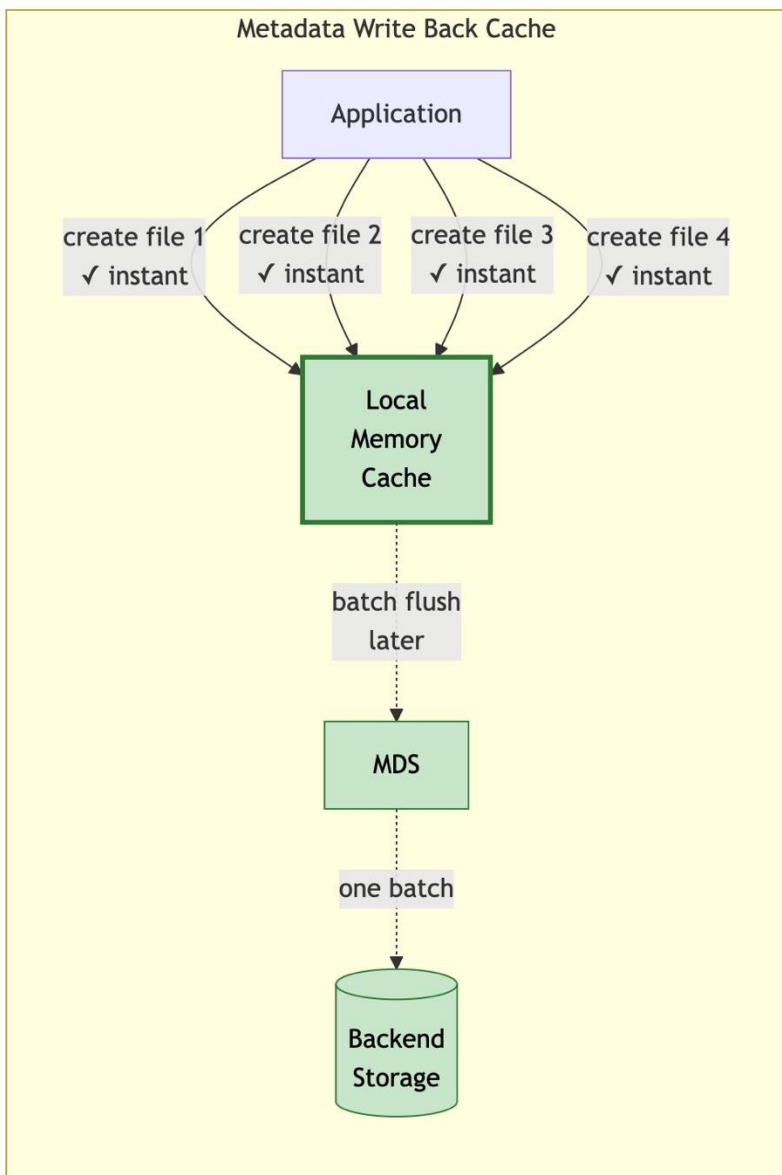 Metadata Write Back Cache
Application
create file 1
✓ instant
create file 2
✓ instant
create file 3
✓ instant
create file 4
✓ instant
Local
Memory
Cache
batch flush
later
MDS
one batch
Backend
Storage